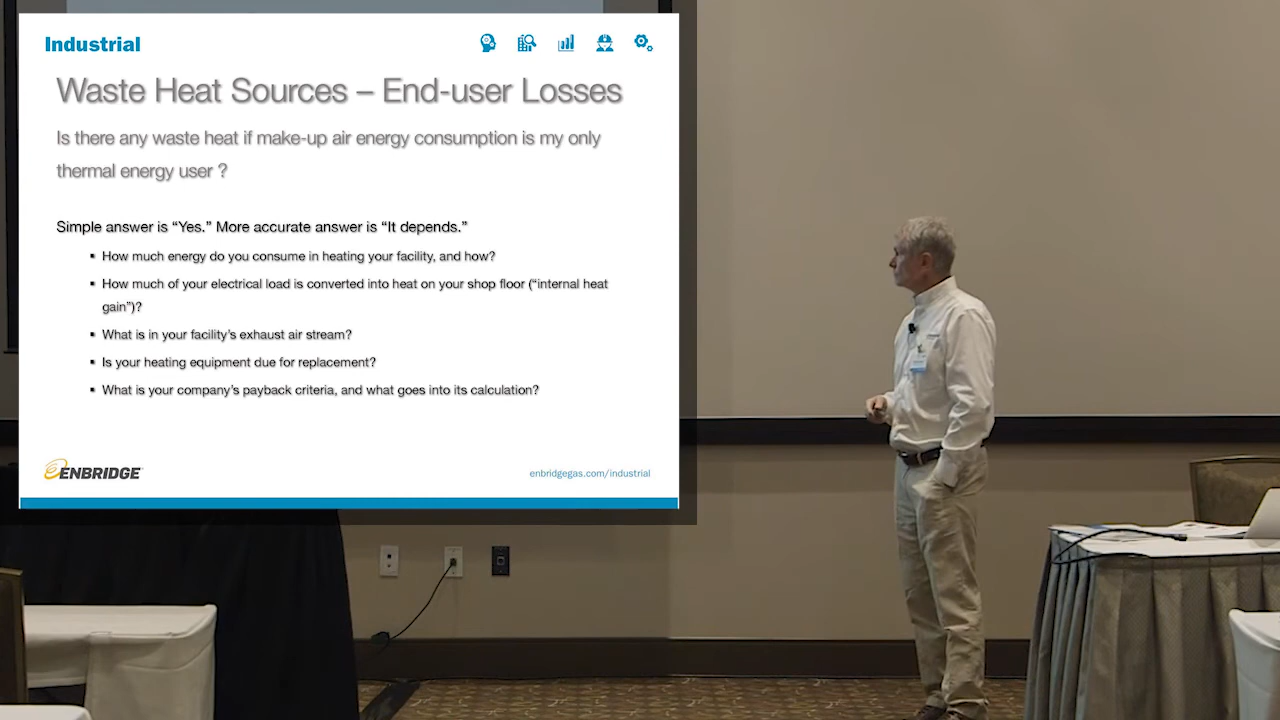 Industrial
Waste Heat Sources – End-user Losses
Is there any waste heat if make-up air energy consumption is my only
thermal energy user ?
Simple answer is “Yes.” More accurate answer is “It depends.”
▪ How much energy do you consume in heating your facility, and how?
▪ How much of your electrical load is converted into heat on your shop floor (“internal heat
gain”)?
▪ What is in your facility’s exhaust air stream?
▪ Is your heating equipment due for replacement?
▪ What is your company’s payback criteria, and what goes into its calculation?
ENBRIDGE
enbridgegas.com/industrial